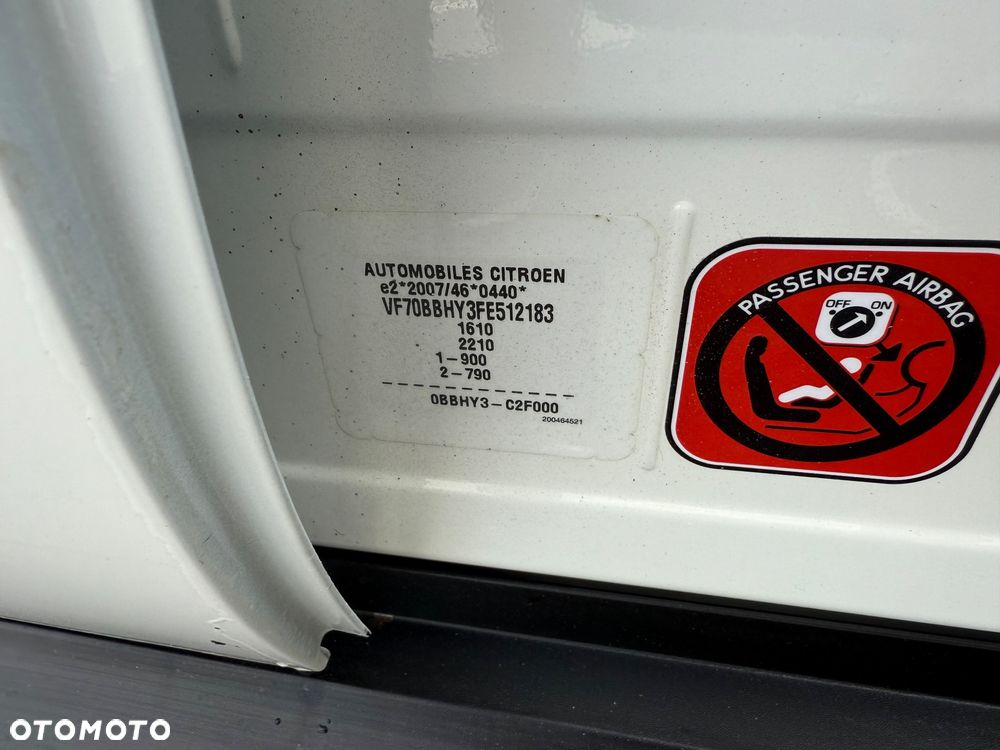 AUTOMOBILES CITROEN
e2*2007/46*0440*
VF70BBHY3FE512183
1610
2210
1-900
2-790
0BBHY3-C2F000
200464521
PASSENGER AIRBAG
OFF ON
OTOMOTO